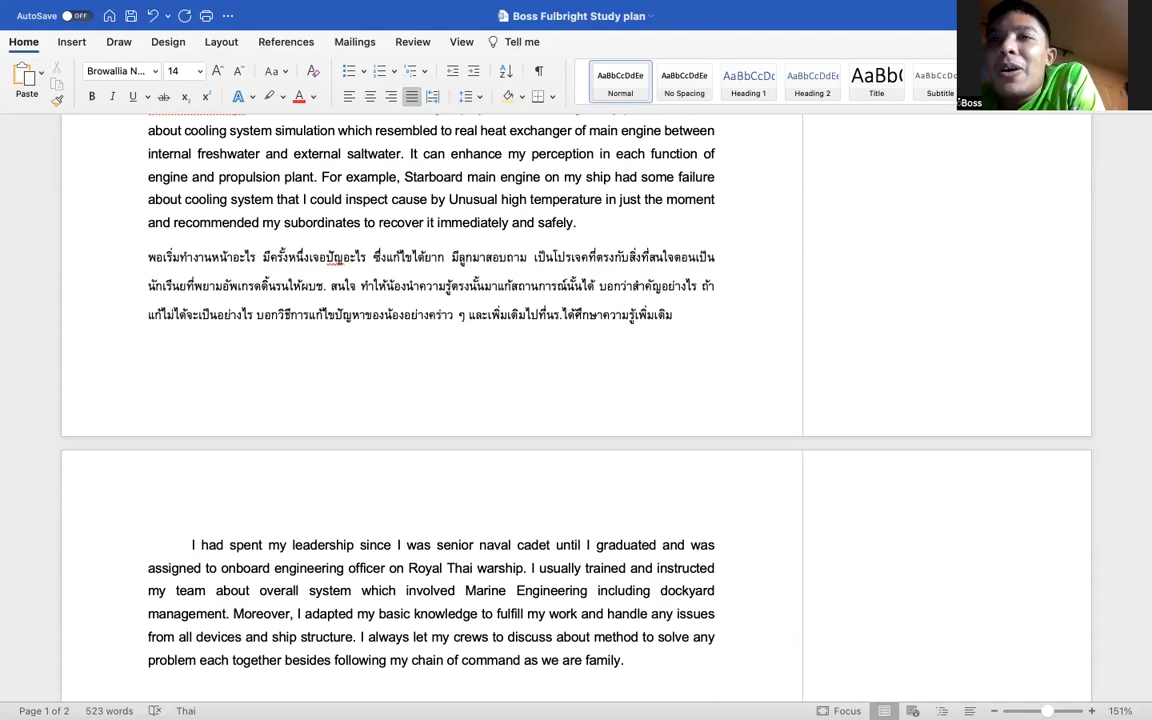 AutoSave OFF
Boss Fulbright Study plan
Home Insert Draw Design Layout References Mailings Review View Tell me
Paste
Browallia N... 14
AaBbCcDdEe AaBbCcDdEe AaBbCcDc AaBbCcDdEe AaBb( AaBbCcDdE
Normal No Spacing Heading 1 Heading 2 Title Subtitle
Boss
about cooling system simulation which resembled to real heat exchanger of main engine between
internal freshwater and external saltwater. It can enhance my perception in each function of
engine and propulsion plant. For example, Starboard main engine on my ship had some failure
about cooling system that I could inspect cause by Unusual high temperature in just the moment
and recommended my subordinates to recover it immediately and safely.
พอเริ่มทำงานหน้าอะไร มีครั้งหนึ่งเจอปัญอะไร ซึ่งแก้ไขได้ยาก มีลูกมาสอบถาม เป็นโปรเจคที่ตรงกับสิ่งที่สนใจตอนเป็น
นักเรีนยที่พยามอัพเกรดดิ้นรนให้ผบช. สนใจ ทำให้น้องนำความรู้ตรงนั้นมาแก้สถานการณ์นั้นได้ บอกว่าสำคัญอย่างไร ถ้า
แก้ไม่ได้จะเป็นอย่างไร บอกวิธีการแก้ไขปัญหาของน้องอย่างคร่าว ๆ และเพิ่มเติมไปที่นร.ได้ศึกษาความรู้เพิ่มเติม
I had spent my leadership since I was senior naval cadet until I graduated and was
assigned to onboard engineering officer on Royal Thai warship. I usually trained and instructed
my team about overall system which involved Marine Engineering including dockyard
management. Moreover, I adapted my basic knowledge to fulfill my work and handle any issues
from all devices and ship structure. I always let my crews to discuss about method to solve any
problem each together besides following my chain of command as we are family.
Page 1 of 2 523 words Thai Focus 151%